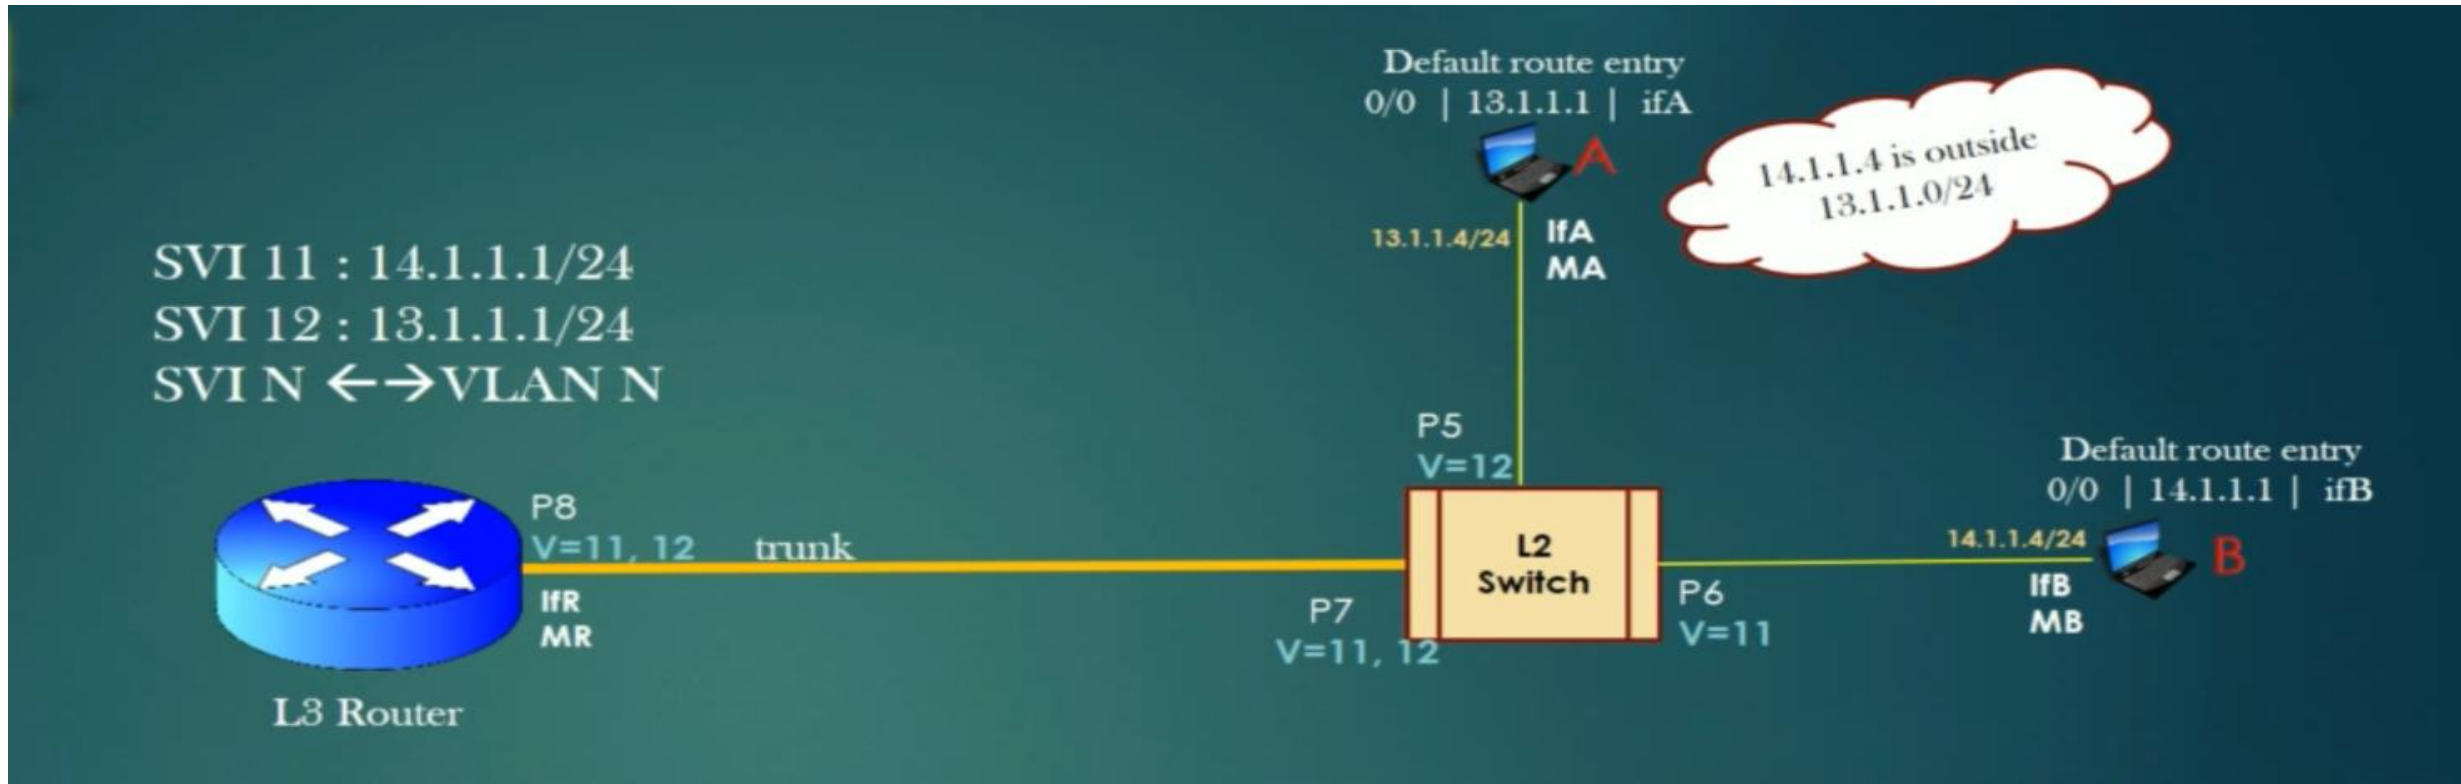 Default route entry
0/0 | 13.1.1.1 | ifA
A
14.1.1.4 is outside
13.1.1.0/24
13.1.1.4/24
IfA
MA
SVI 11 : 14.1.1.1/24
SVI 12 : 13.1.1.1/24
SVI N ←→VLAN N
P5
V=12
Default route entry
0/0 | 14.1.1.1 | ifB
P8
V=11, 12
trunk
L2
Switch
14.1.1.4/24
B
IfR
MR
P7
V=11, 12
P6
V=11
IfB
MB
L3 Router